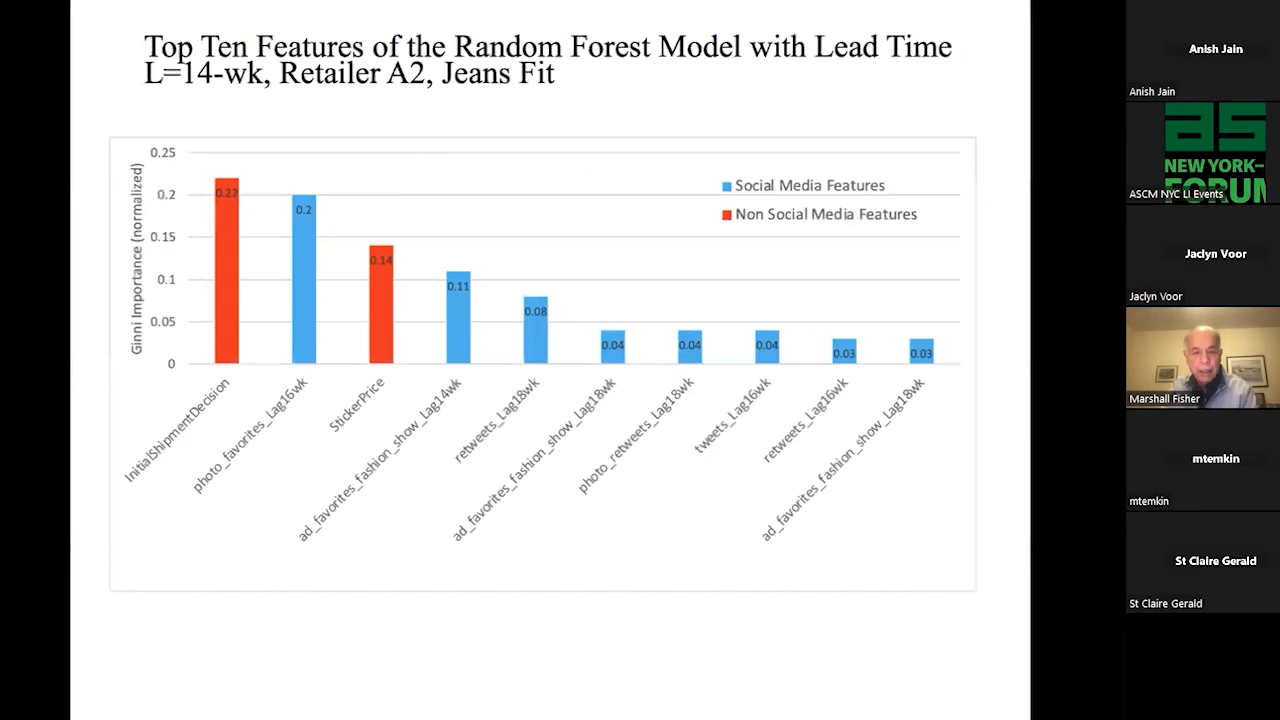 Top Ten Features of the Random Forest Model with Lead Time
L=14-wk, Retailer A2, Jeans Fit
Ginni Importance (normalized)
0.25
0.2
0.15
0.1
0.05
0
0.22
0.2
0.14
0.11
0.08
0.04
0.04
0.04
0.03
0.03
Social Media Features
Non Social Media Features
InitialShipmentDecision
photo_favorites_Lag16wk
StickerPrice
ad_favorites_fashion_show_Lag14wk
retweets_Lag18wk
ad_favorites_fashion_show_Lag18wk
photo_retweets_Lag18wk
tweets_Lag16wk
retweets_Lag16wk
ad_favorites_fashion_show_Lag18wk
Anish Jain
Anish Jain
as
NEW YORK-
FORUM
ASCM NYC LI Events
Jaclyn Voor
Jaclyn Voor
Marshall Fisher
mtemkin
mtemkin
St Claire Gerald
St Claire Gerald